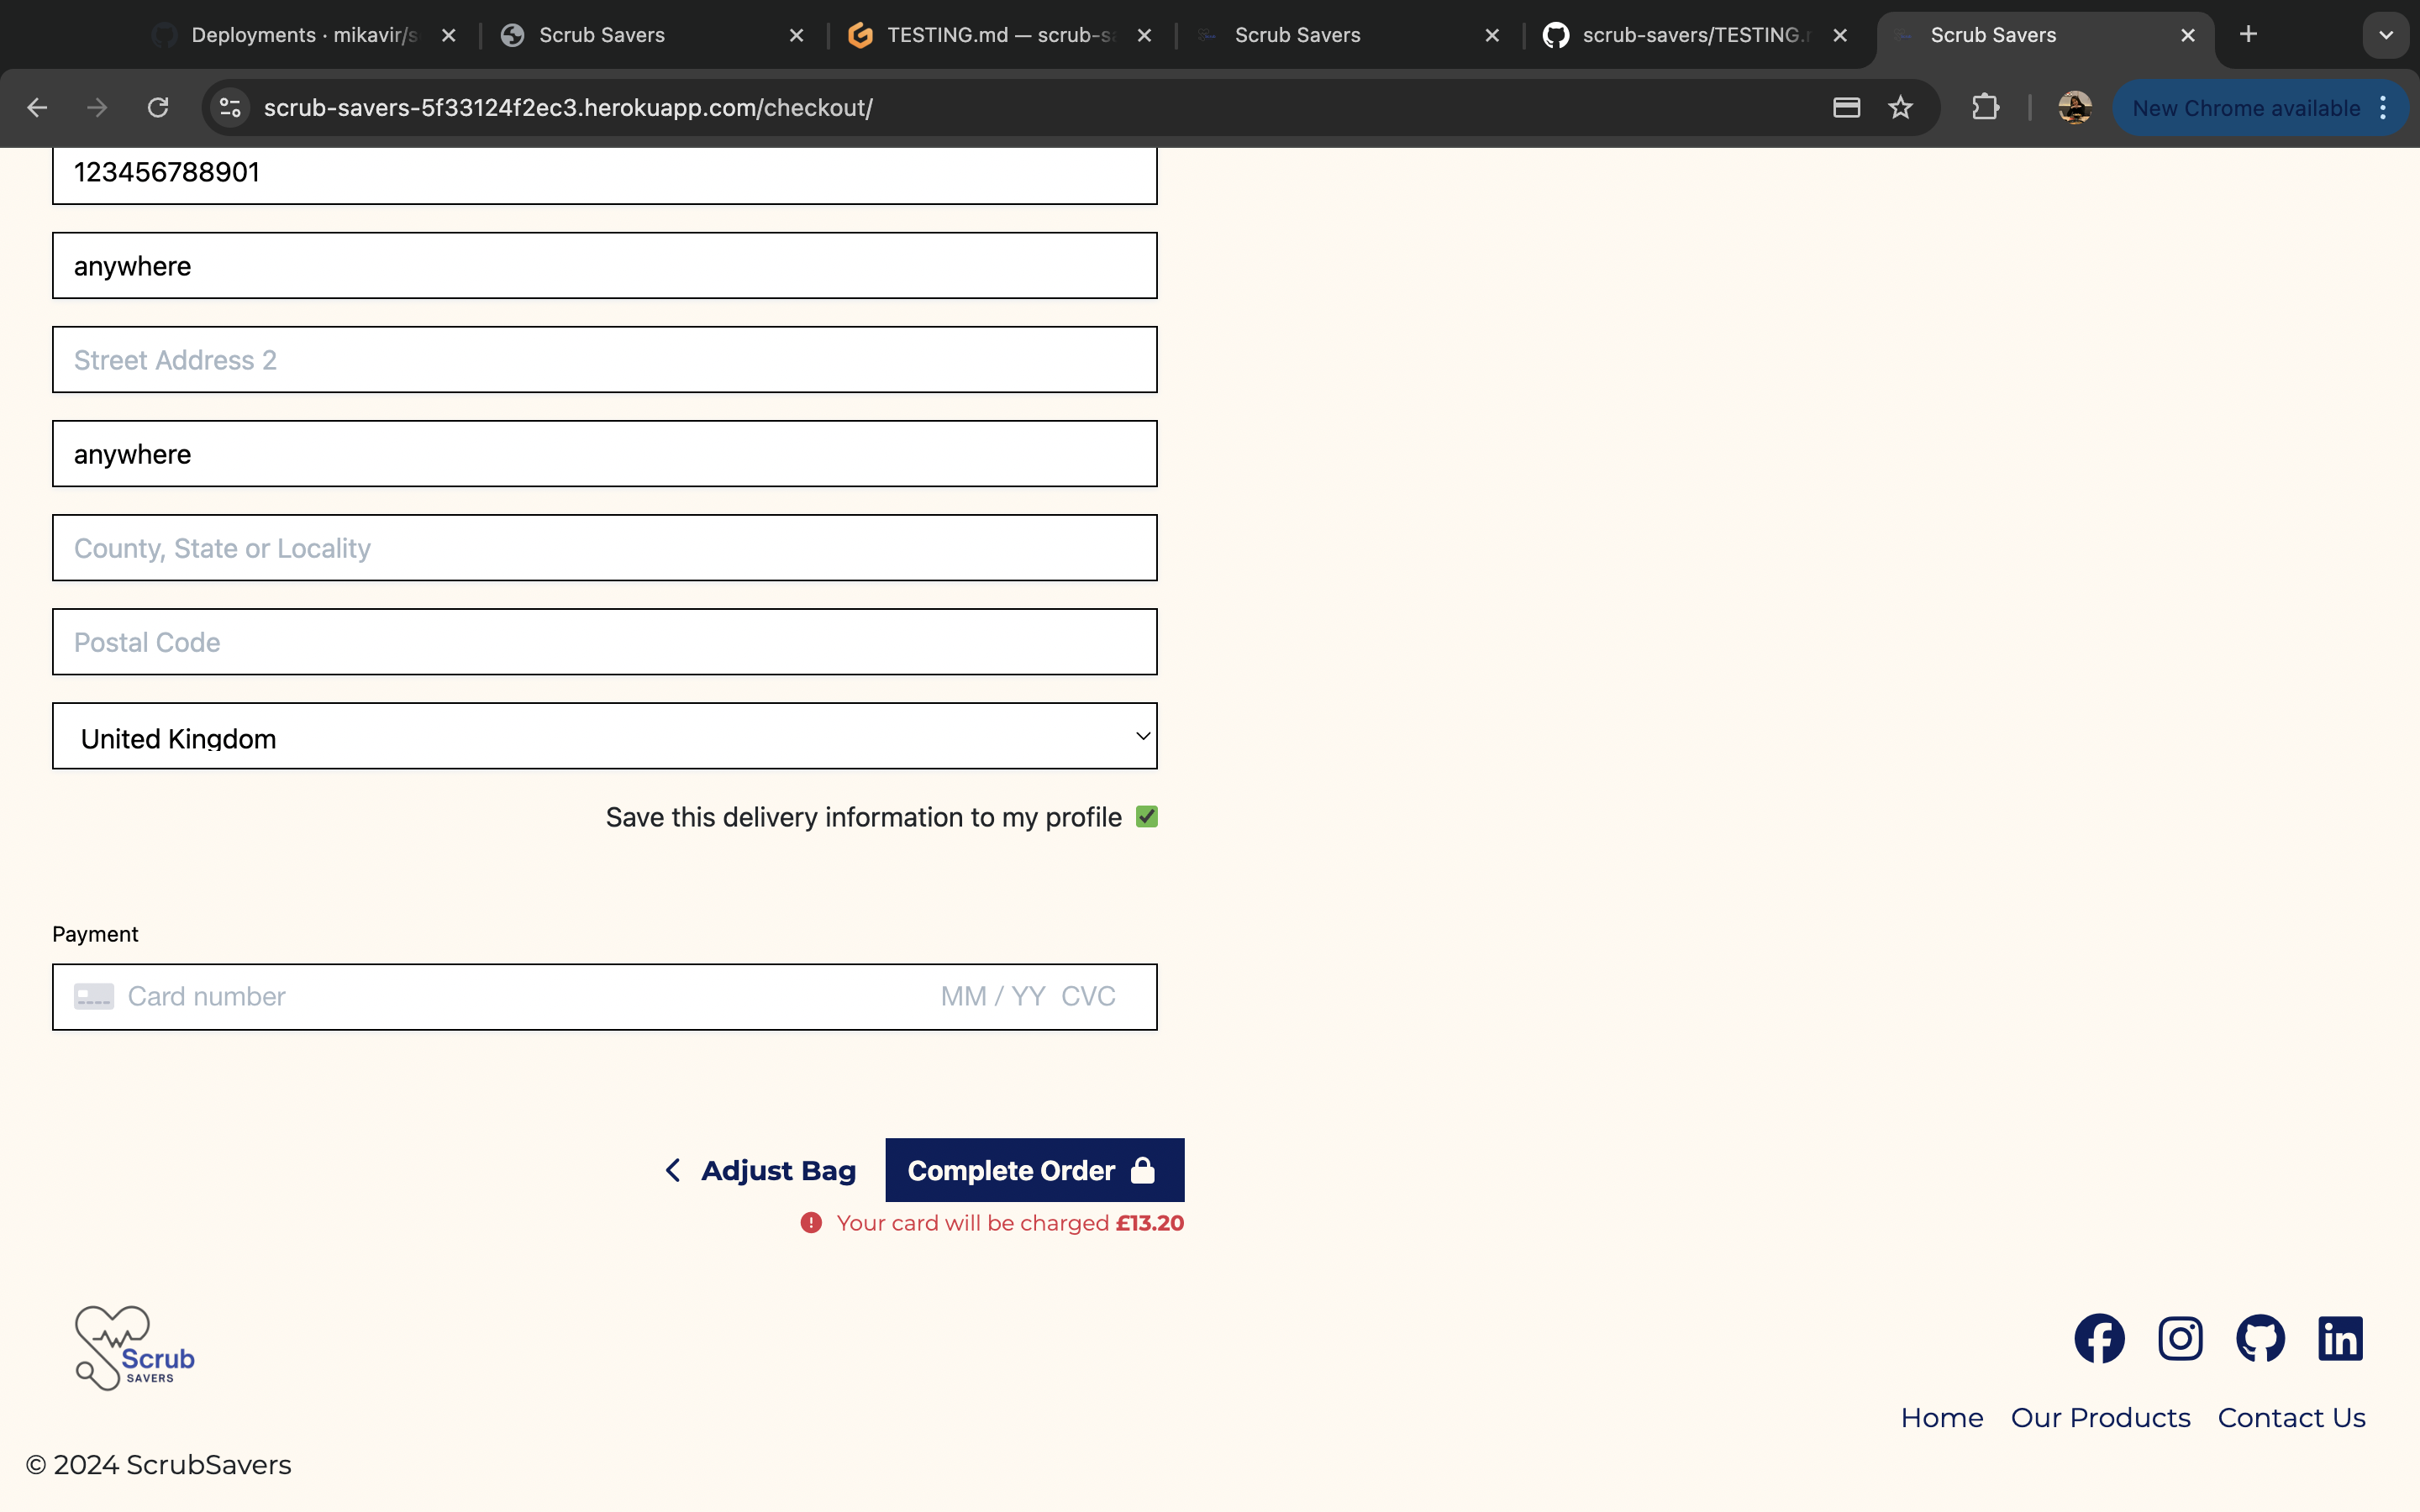 Deployments · mikavir/s
Scrub Savers
TESTING.md — scrub-sa
Scrub Savers
scrub-savers/TESTING.r
Scrub Savers
scrub-savers-5f33124f2ec3.herokuapp.com/checkout/
New Chrome available
123456788901
anywhere
Street Address 2
anywhere
County, State or Locality
Postal Code
United Kingdom
Save this delivery information to my profile
Payment
Card number
MM / YY CVC
Adjust Bag
Complete Order
Your card will be charged £13.20
Scrub
SAVERS
Home
Our Products
Contact Us
© 2024 ScrubSavers